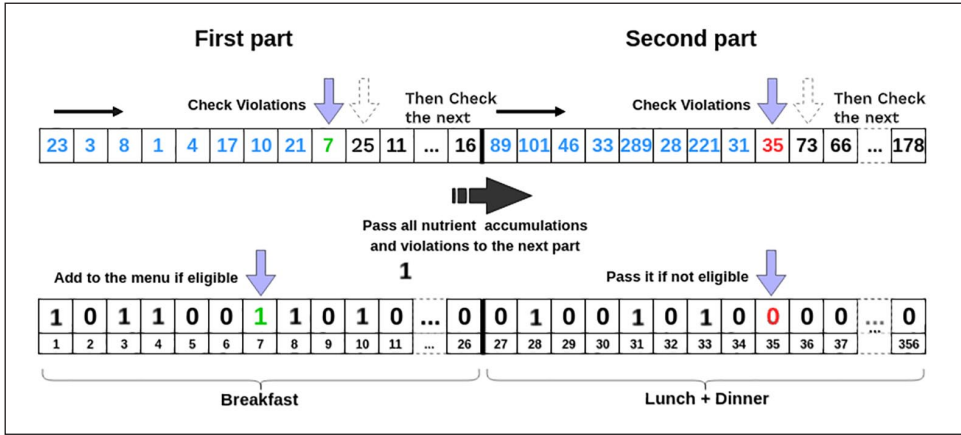 First part Second part
Check Violations Then Check the next Check Violations Then Check the next
23 3 8 1 4 17 10 21 7 25 11 ... 16 89 101 46 33 289 28 221 31 35 73 66 ... 178
Pass all nutrient accumulations
and violations to the next part
1
Add to the menu if eligible Pass it if not eligible
1 0 1 1 0 0 1 1 0 1 0 ... 0 0 1 0 0 1 0 1 0 0 0 0 ... 0
1 2 3 4 5 6 7 8 9 10 11 ... 26 27 28 29 30 31 32 33 34 35 36 37 ... 356
Breakfast Lunch + Dinner